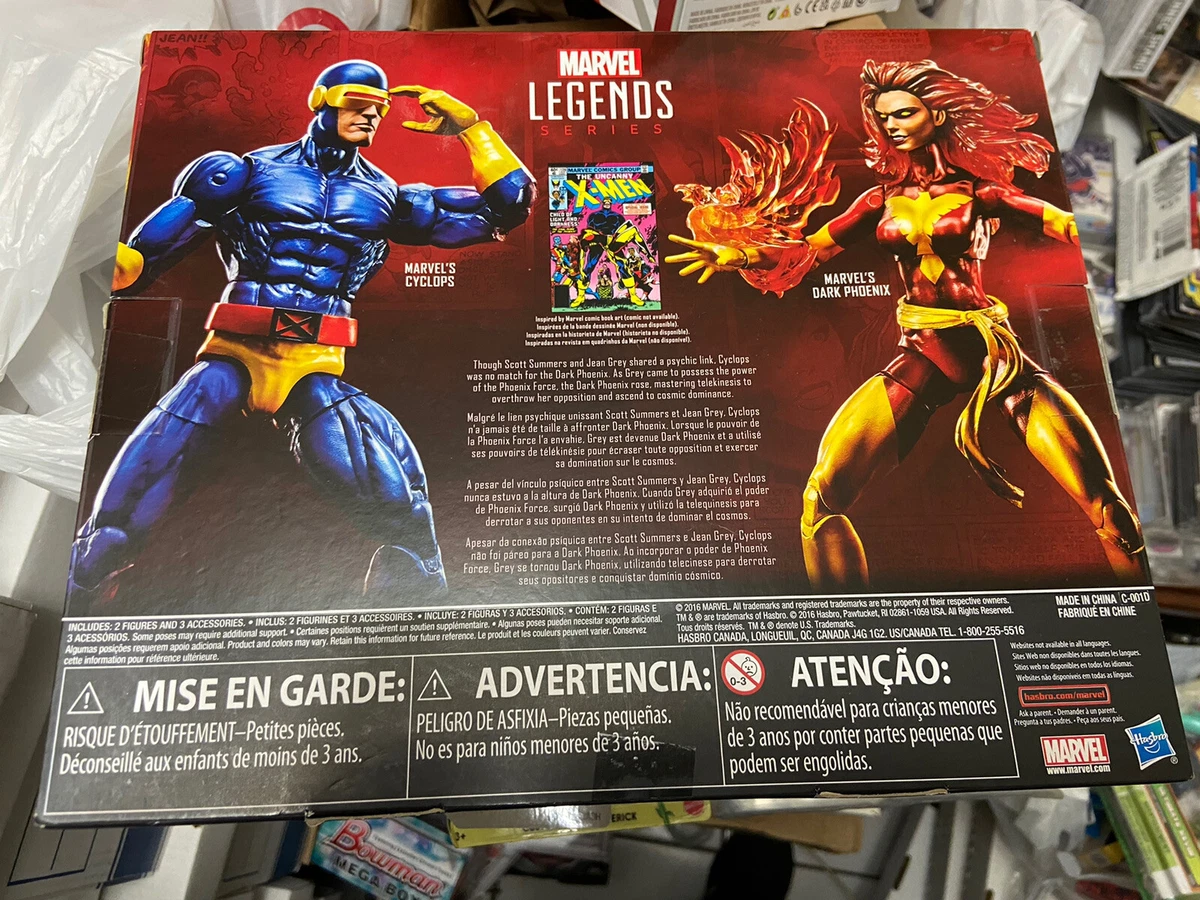 JEAN!!
MARVEL
LEGENDS
SERIES
MARVEL COMICS GROUP
THE UNCANNY
X-MEN
CHILD OF
LIGHT AND
DARKNESS!
MARVEL'S
CYCLOPS
MARVEL'S
DARK PHOENIX
Inspired by Marvel comic book art (comic not available).
Inspirées de la bande dessinée Marvel (non disponible).
Inspiradas en la historieta de Marvel (historieta no disponible).
Inspiradas na revista em quadrinhos da Marvel (não disponível).
Though Scott Summers and Jean Grey shared a psychic link, Cyclops
was no match for the Dark Phoenix. As Grey came to possess the power
of the Phoenix Force, the Dark Phoenix rose, mastering telekinesis to
overthrow her opposition and ascend to cosmic dominance.
Malgré le lien psychique unissant Scott Summers et Jean Grey, Cyclops
n'a jamais été de taille à affronter Dark Phoenix. Lorsque le pouvoir de
la Phoenix Force l'a envahie, Grey est devenue Dark Phoenix et a utilisé
ses pouvoirs de télékinésie pour écraser toute opposition et exercer
sa domination sur le cosmos.
A pesar del vínculo psíquico entre Scott Summers y Jean Grey, Cyclops
nunca estuvo a la altura de Dark Phoenix. Cuando Grey adquirió el poder
de Phoenix Force, surgió Dark Phoenix y utilizó la telequinesis para
derrotar a sus oponentes en su intento de dominar el cosmos.
Apesar da conexão psíquica entre Scott Summers e Jean Grey, Cyclops
não foi páreo para a Dark Phoenix. Ao incorporar o poder de Phoenix
Force, Grey se tornou Dark Phoenix, utilizando telecinese para derrotar
seus opositores e conquistar domínio cósmico.
INCLUDES: 2 FIGURES AND 3 ACCESSORIES. • INCLUS: 2 FIGURINES ET 3 ACCESSOIRES. • INCLUYE: 2 FIGURAS Y 3 ACCESORIOS. • CONTÉM: 2 FIGURAS E
3 ACESSÓRIOS. Some poses may require additional support. • Certaines positions requièrent un soutien supplémentaire. • Algunas poses pueden necesitar soporte adicional.
Algumas posições requerem apoio adicional. Product and colors may vary. Retain this information for future reference. Le produit et les couleurs peuvent varier. Conservez
cette information pour référence ultérieure.
© 2016 MARVEL. All trademarks and registered trademarks are the property of their respective owners.
TM & ® are trademarks of Hasbro. © 2016 Hasbro, Pawtucket, RI 02861-1059 USA. All Rights Reserved.
Tous droits réservés. TM & ® denote U.S. Trademarks.
HASBRO CANADA, LONGUEUIL, QC, CANADA J4G 1G2. US/CANADA TEL. 1-800-255-5516
MADE IN CHINA C-001D
FABRIQUÉ EN CHINE
MISE EN GARDE:
RISQUE D'ÉTOUFFEMENT–Petites pièces.
Déconseillé aux enfants de moins de 3 ans.
ADVERTENCIA:
PELIGRO DE ASFIXIA–Piezas pequeñas.
No es para niños menores de 3 años.
0-3
ATENÇÃO:
Não recomendável para crianças menores
de 3 anos por conter partes pequenas que
podem ser engolidas.
Websites not available in all languages.
Sites Web non disponibles dans toutes les langues.
Sitios web no disponibles en todos los idiomas.
Websites não disponíveis em todas as línguas.
hasbro.com/marvel
Ask a parent. • Demander à un parent.
Pregunta a tus padres. • Peça aos seus pais.
MARVEL
www.marvel.com
Hasbro
3+
ERICK
Bowman
MEGA BOX